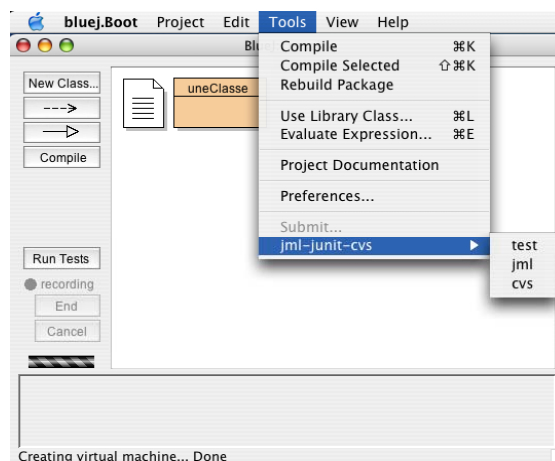 bluej.Boot Project Edit Tools View Help
New Class...
Compile
Run Tests
recording
End
Cancel
uneClasse
Compile ⌘K
Compile Selected ⇧⌘K
Rebuild Package
Use Library Class... ⌘L
Evaluate Expression... ⌘E
Project Documentation
Preferences...
Submit...
jml-junit-cvs
test
jml
cvs
Creating virtual machine... Done